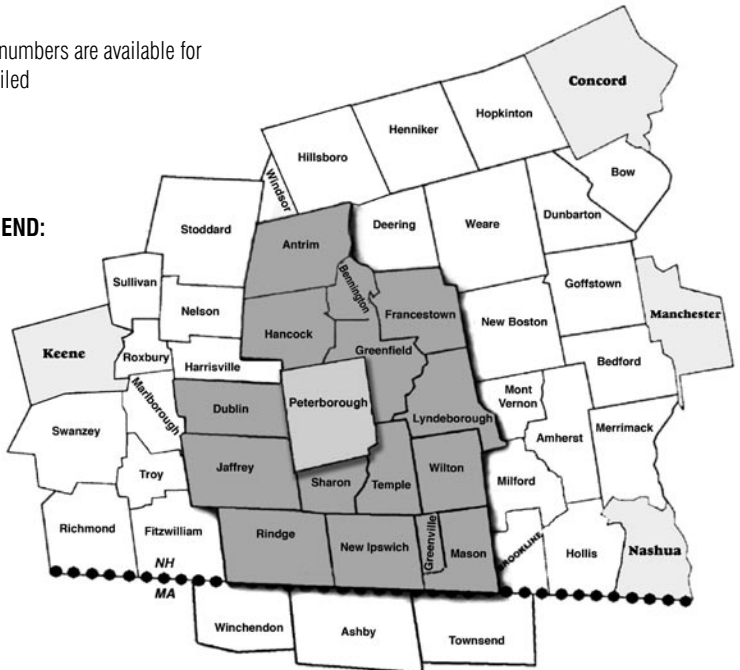 numbers are available for
iled
END:
Concord
Hopkinton
Henniker
Hillsboro
Bow
Windsor
Dunbarton
Weare
Deering
Stoddard
Antrim
Sullivan
Bennington
Goffstown
Nelson
Francestown
Manchester
New Boston
Hancock
Keene
Roxbury
Greenfield
Harrisville
Bedford
Marlborough
Mont
Vernon
Peterborough
Dublin
Lyndeborough
Merrimack
Swanzey
Amherst
Jaffrey
Wilton
Troy
Sharon
Temple
Milford
Richmond
Fitzwilliam
Rindge
New Ipswich
Greenville
Mason
BROOKLINE
Hollis
Nashua
NH
MA
Winchendon
Ashby
Townsend